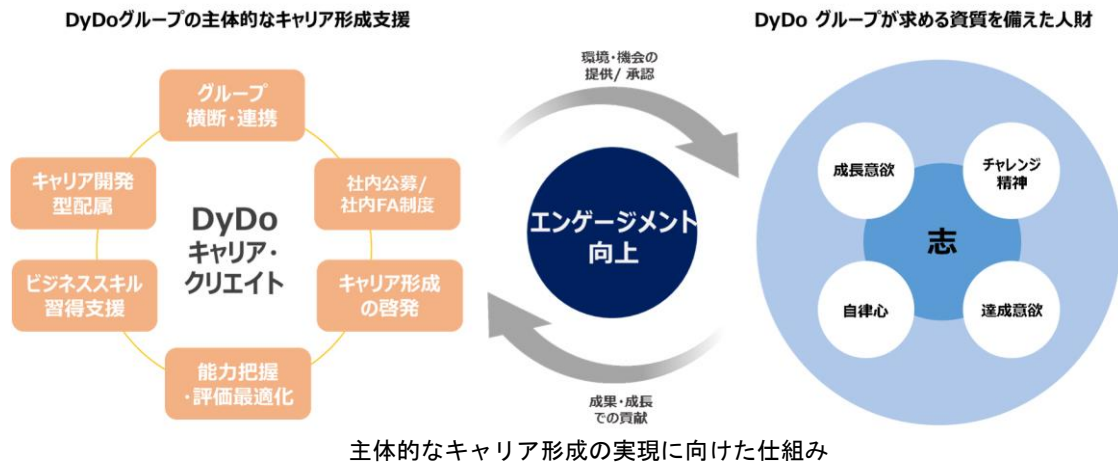 DyDoグループの主体的なキャリア形成支援
グループ
横断・連携
キャリア開発
型配属
社内公募/
社内FA制度
DyDo
キャリア・
クリエイト
ビジネススキル
習得支援
キャリア形成
の啓発
能力把握
・評価最適化
環境・機会の
提供/ 承認
エンゲージメント
向上
成果・成長
での貢献
DyDo グループが求める資質を備えた人財
成長意欲
チャレンジ
精神
志
自律心
達成意欲
主体的なキャリア形成の実現に向けた仕組み